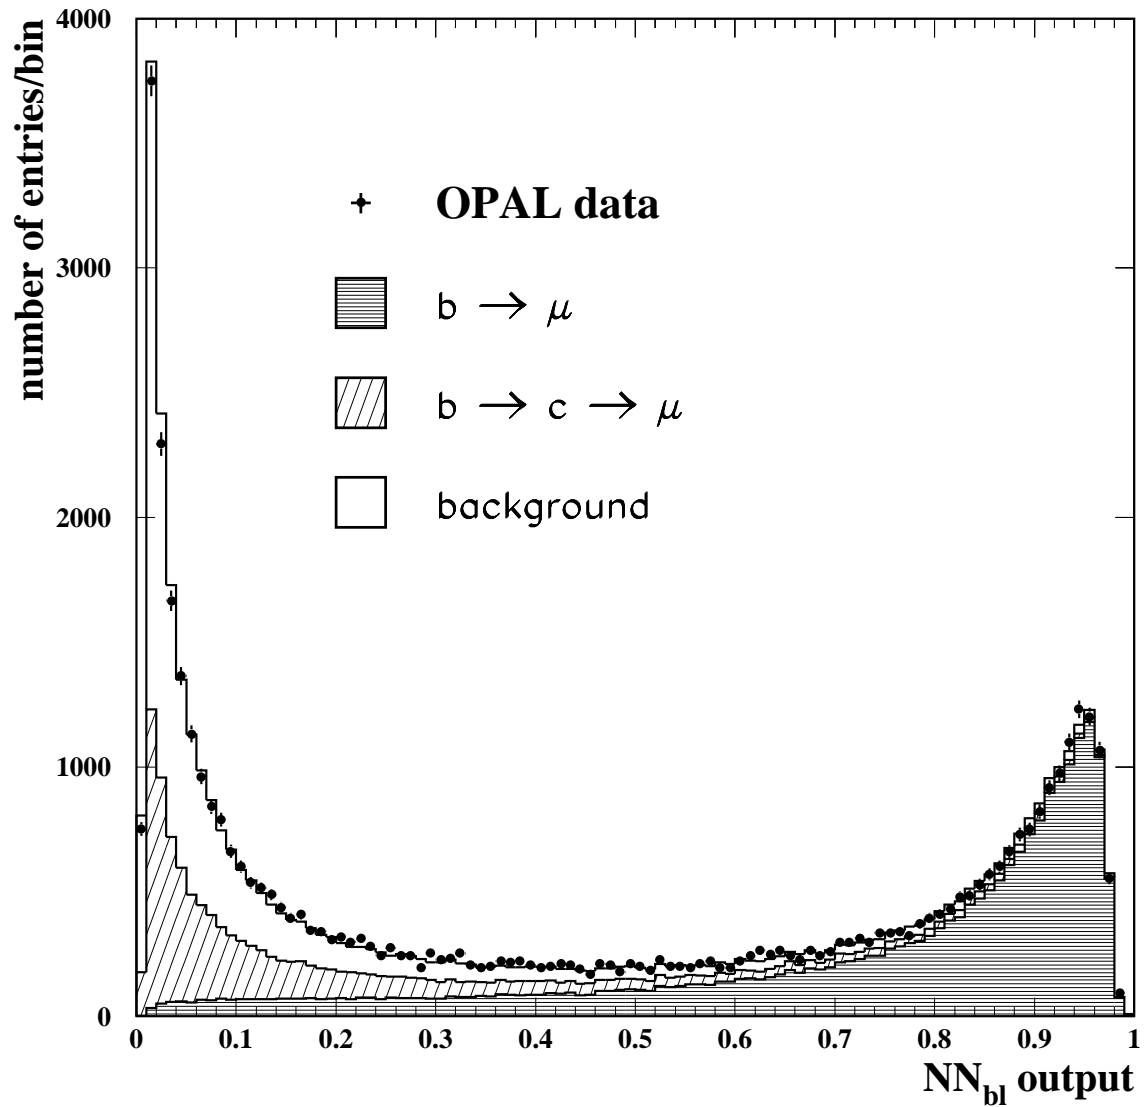 number of entries/bin
4000
3000
2000
1000
0
OPAL data
b → μ
b → c → μ
background
0 0.1 0.2 0.3 0.4 0.5 0.6 0.7 0.8 0.9 1
NN_bl output